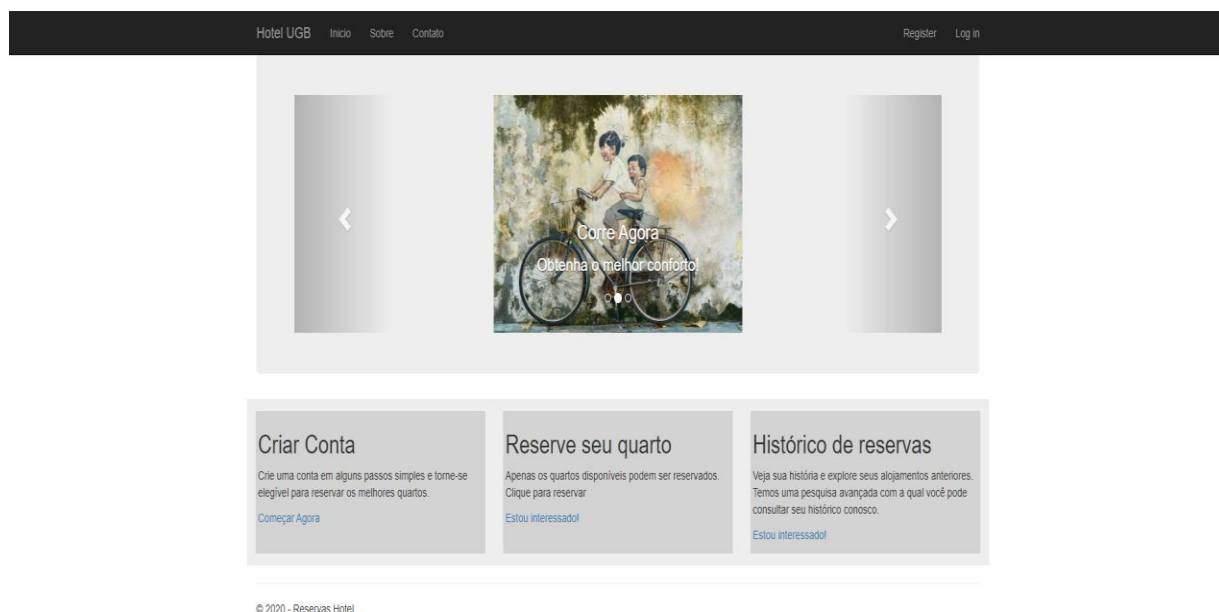 Hotel UGB Inicio Sobre Contato Register Log in
Corre Agora
Obtenha o melhor conforto!
Criar Conta
Crie uma conta em alguns passos simples e torne-se
elegível para reservar os melhores quartos.
Começar Agora
Reserve seu quarto
Apenas os quartos disponíveis podem ser reservados.
Clique para reservar
Estou interessado!
Histórico de reservas
Veja sua história e explore seus alojamentos anteriores.
Temos uma pesquisa avançada com a qual você pode
consultar seu histórico conosco.
Estou interessado!
© 2020 - Reservas Hotel